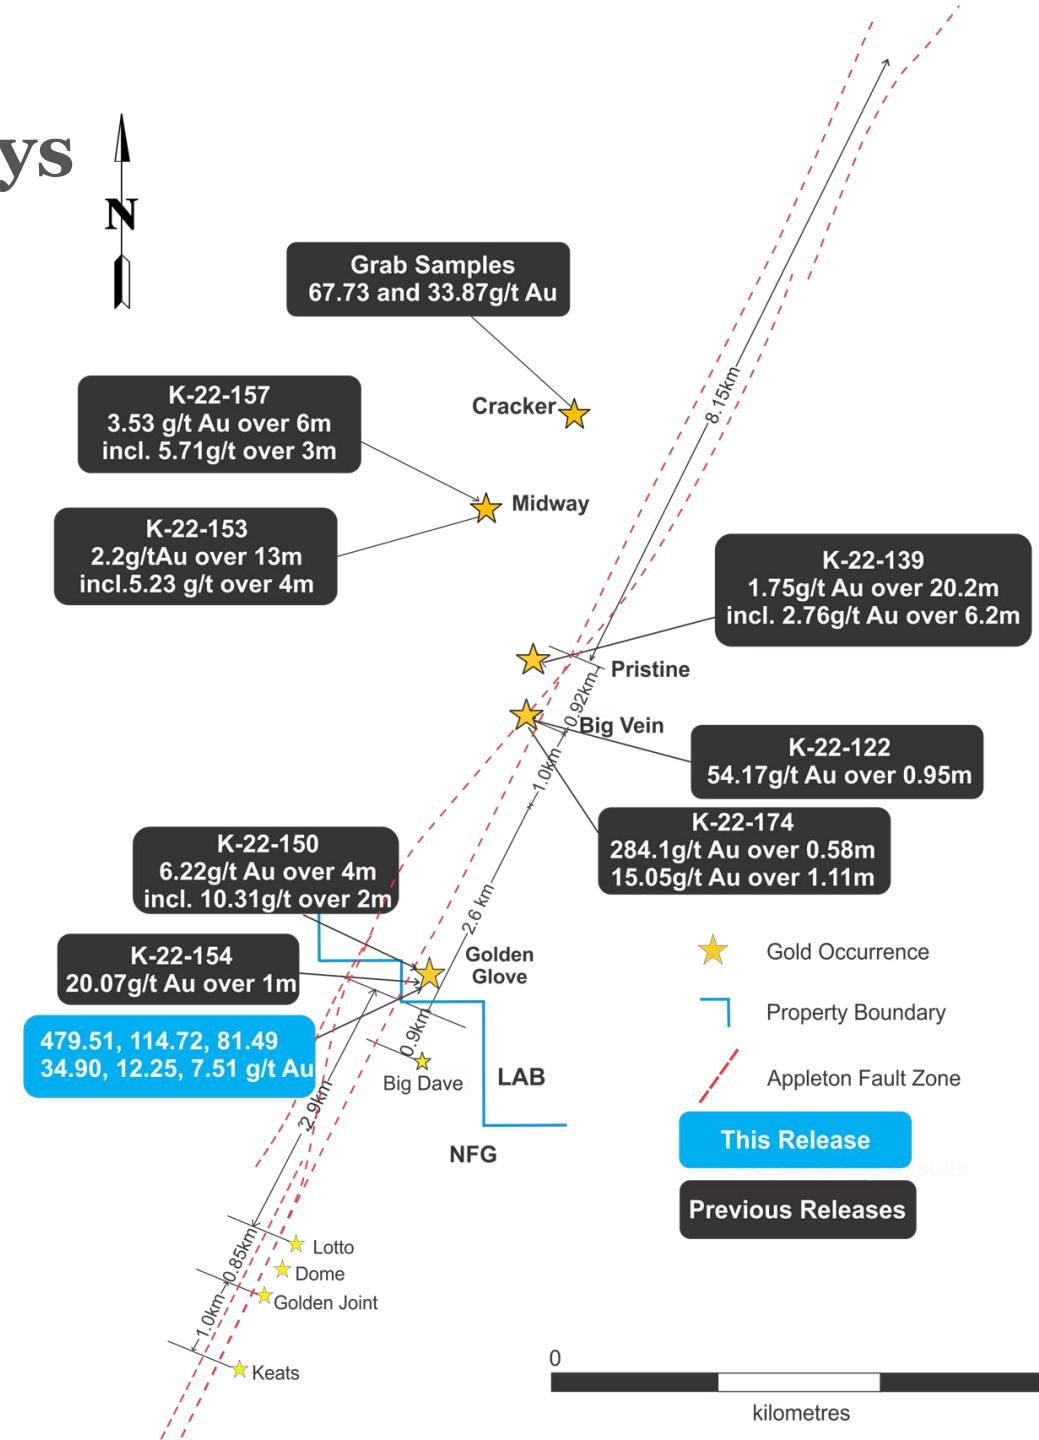 ys
N
Grab Samples
67.73 and 33.87g/t Au
Cracker
8.15km
K-22-157
3.53 g/t Au over 6m
incl. 5.71g/t over 3m
Midway
K-22-153
2.2g/tAu over 13m
incl.5.23 g/t over 4m
K-22-139
1.75g/t Au over 20.2m
incl. 2.76g/t Au over 6.2m
Pristine
0.92km
Big Vein
K-22-122
54.17g/t Au over 0.95m
1.0km
K-22-174
284.1g/t Au over 0.58m
15.05g/t Au over 1.11m
K-22-150
6.22g/t Au over 4m
incl. 10.31g/t over 2m
2.6 km
Golden
Glove
K-22-154
20.07g/t Au over 1m
479.51, 114.72, 81.49
34.90, 12.25, 7.51 g/t Au
0.9km
Big Dave
LAB
NFG
2.9km
Lotto
0.85km
Dome
Golden Joint
1.0km
Keats
Gold Occurrence
Property Boundary
Appleton Fault Zone
This Release
Previous Releases
0
kilometres